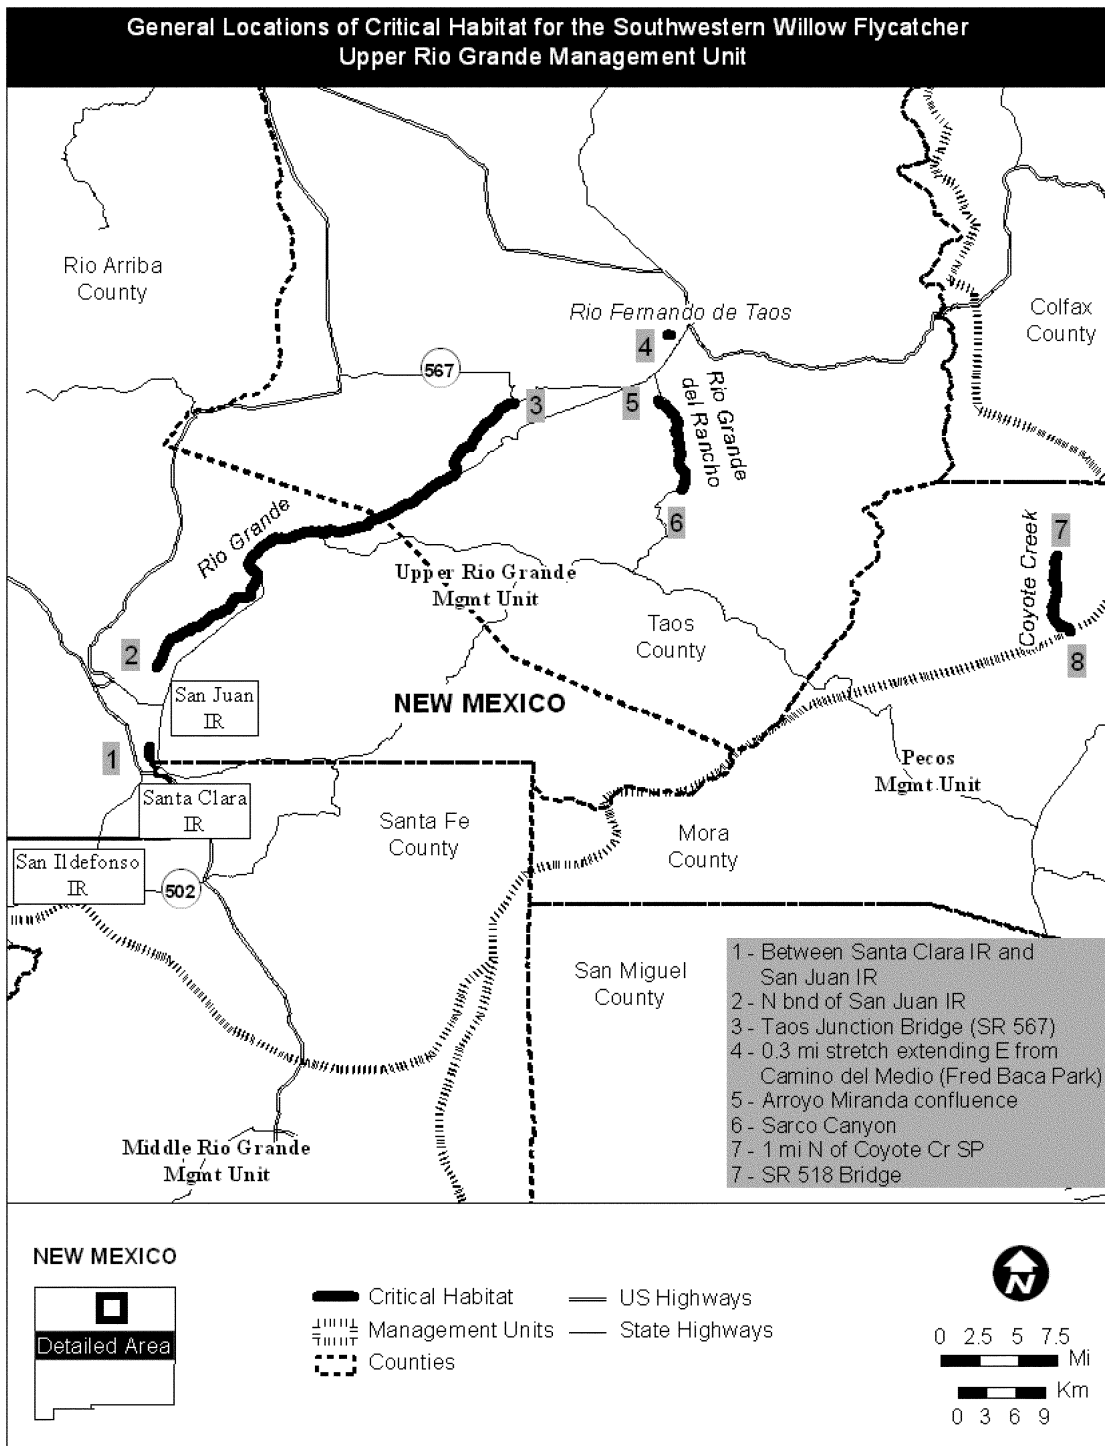 General Locations of Critical Habitat for the Southwestern Willow Flycatcher
Upper Rio Grande Management Unit
Rio Arriba
County
Rio Fernando de Taos
Colfax
County
4
567
3
5
Rio Grande
del Rancho
6
7
Rio Grande
Coyote Creek
Upper Rio Grande
Mgmt Unit
Taos
County
2
8
San Juan
IR
NEW MEXICO
1
Pecos
Mgmt Unit
Santa Clara
IR
Santa Fe
County
Mora
County
San Ildefonso
IR
502
San Miguel
County
1 - Between Santa Clara IR and
San Juan IR
2 - N bnd of San Juan IR
3 - Taos Junction Bridge (SR 567)
4 - 0.3 mi stretch extending E from
Camino del Medio (Fred Baca Park)
5 - Arroyo Miranda confluence
6 - Sarco Canyon
7 - 1 mi N of Coyote Cr SP
7 - SR 518 Bridge
Middle Rio Grande
Mgmt Unit
NEW MEXICO
Detailed Area
Critical Habitat
Management Units
Counties
US Highways
State Highways
N
0 2.5 5 7.5
Mi
Km
0 3 6 9